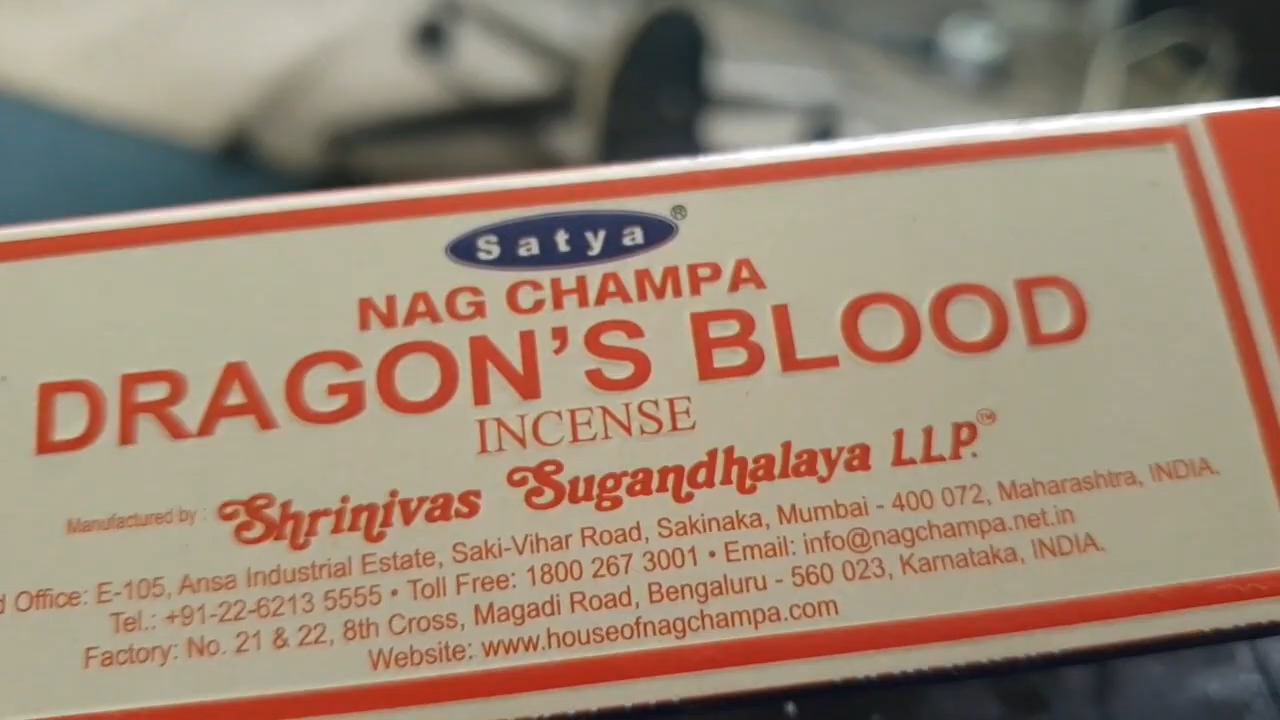 Satya®
NAG CHAMPA
DRAGON'S BLOOD
INCENSE
Manufactured by : Shrinivas Sugandhalaya LLP.™
Office: E-105, Ansa Industrial Estate, Saki-Vihar Road, Sakinaka, Mumbai - 400 072, Maharashtra, INDIA.
Tel.: +91-22-6213 5555 • Toll Free: 1800 267 3001 • Email: info@nagchampa.net.in
Factory: No. 21 & 22, 8th Cross, Magadi Road, Bengaluru - 560 023, Karnataka, INDIA.
Website: www.houseofnagchampa.com